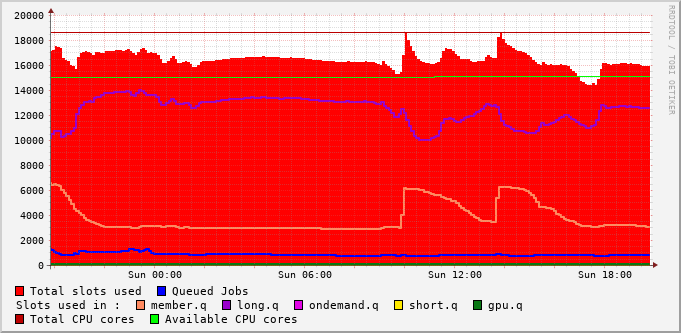 20000
18000
16000
14000
12000
10000
8000
6000
4000
2000
0
Sun 00:00 Sun 06:00 Sun 12:00 Sun 18:00
Total slots used Queued Jobs
Slots used in : member.q long.q ondemand.q short.q gpu.q
Total CPU cores Available CPU cores
RRDTOOL / TOBI OETIKER